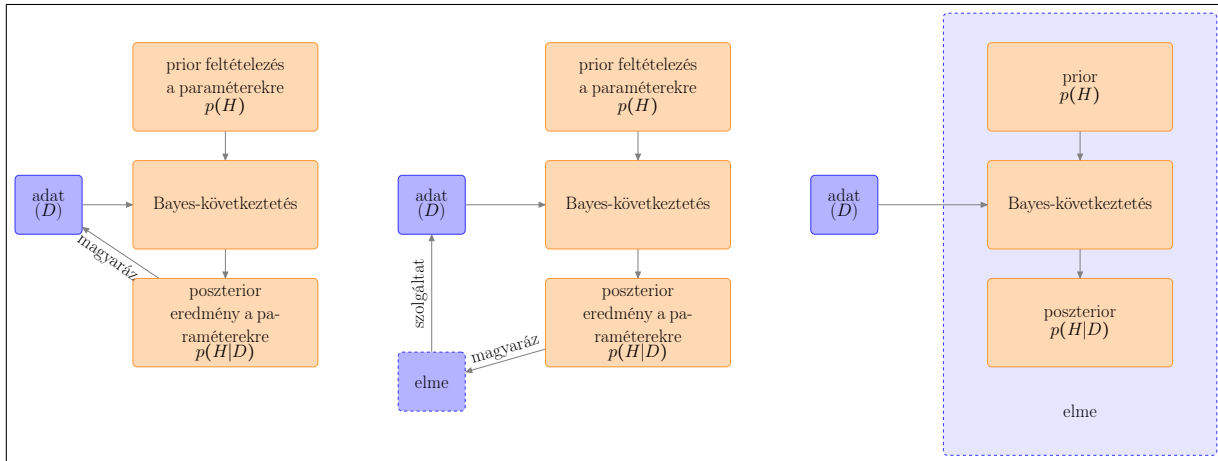 prior feltételezés
a paraméterekre
p(H)
adat
(D)
Bayes-következtetés
magyaráz
poszterior
eredmény a pa-
raméterekre
p(H|D)
prior feltételezés
a paraméterekre
p(H)
adat
(D)
Bayes-következtetés
szolgáltat
poszterior
eredmény a pa-
raméterekre
p(H|D)
magyaráz
elme
prior
p(H)
adat
(D)
Bayes-következtetés
poszterior
p(H|D)
elme